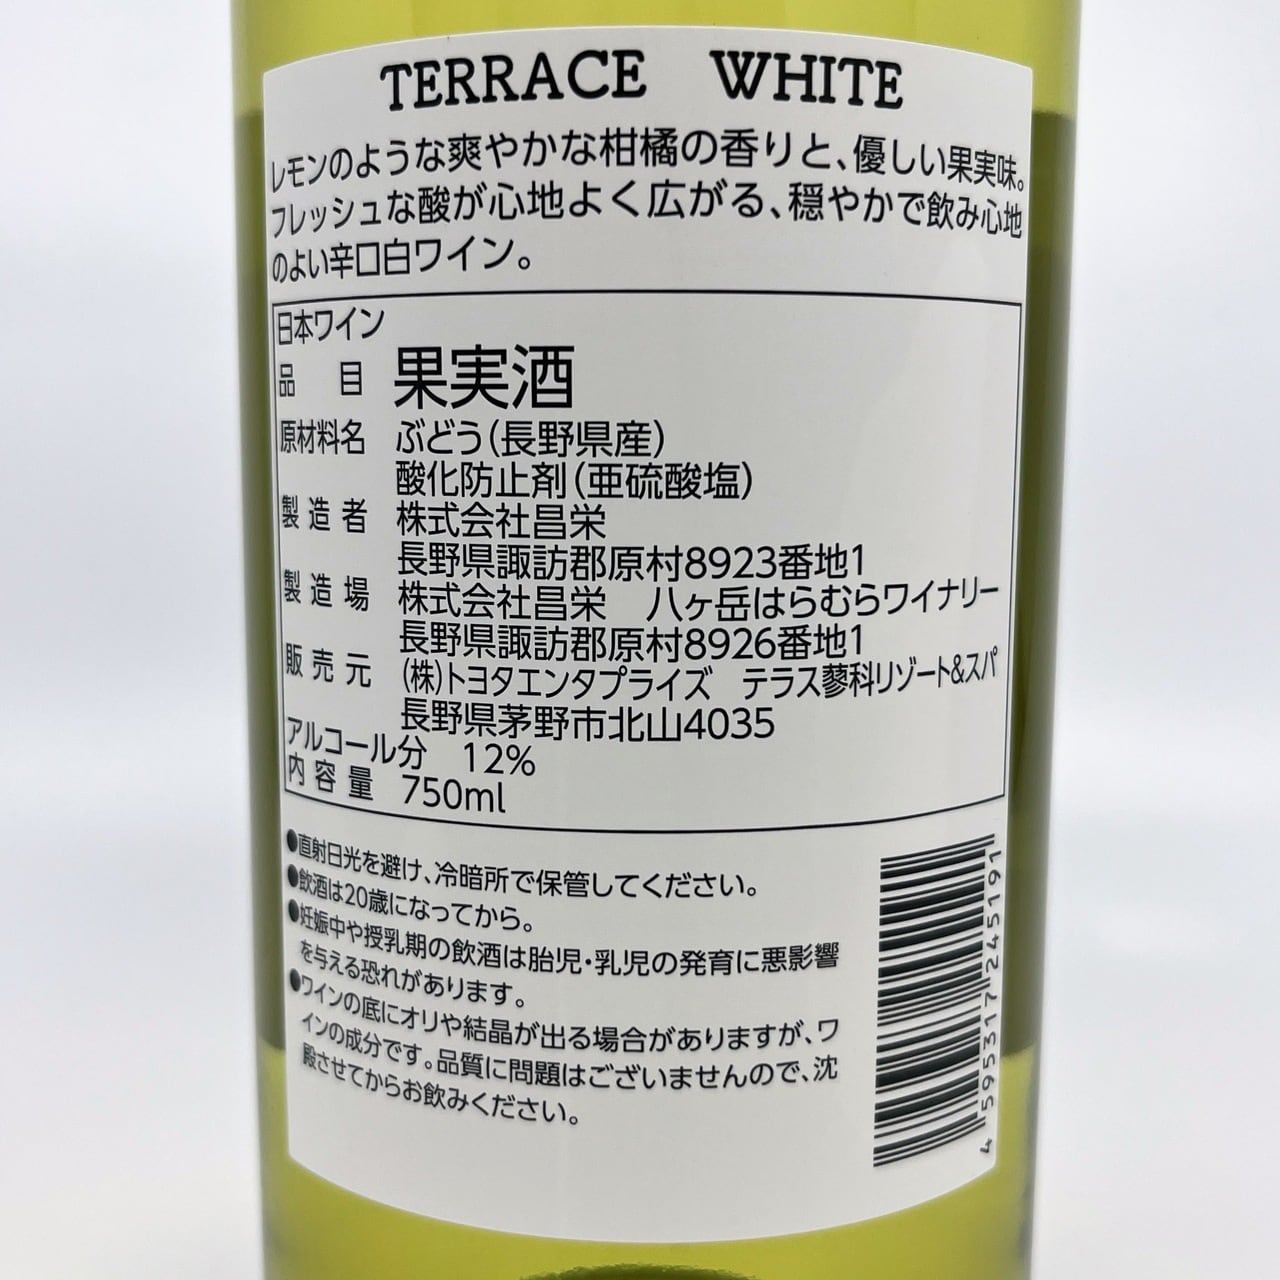 TERRACE WHITE
レモンのような爽やかな柑橘の香りと、優しい果実味。
フレッシュな酸が心地よく広がる、穏やかで飲み心地
のよい辛口白ワイン。
日本ワイン
品目 果実酒
原材料名 ぶどう(長野県産)
酸化防止剤(亜硫酸塩)
製造者 株式会社昌栄
長野県諏訪郡原村8923番地1
製造場 株式会社昌栄 八ヶ岳はらむらワイナリー
長野県諏訪郡原村8926番地1
販売元 (株)トヨタエンタプライズ テラス蓼科リゾート&スパ
長野県茅野市北山4035
アルコール分 12%
内容量 750ml
●直射日光を避け、冷暗所で保管してください。
●飲酒は20歳になってから。
●妊娠中や授乳期の飲酒は胎児・乳児の発育に悪影響
を与える恐れがあります。
●ワインの底にオリや結晶が出る場合がありますが、ワ
インの成分です。品質に問題はございませんので、沈
殿させてからお飲みください。
4 595317 245191